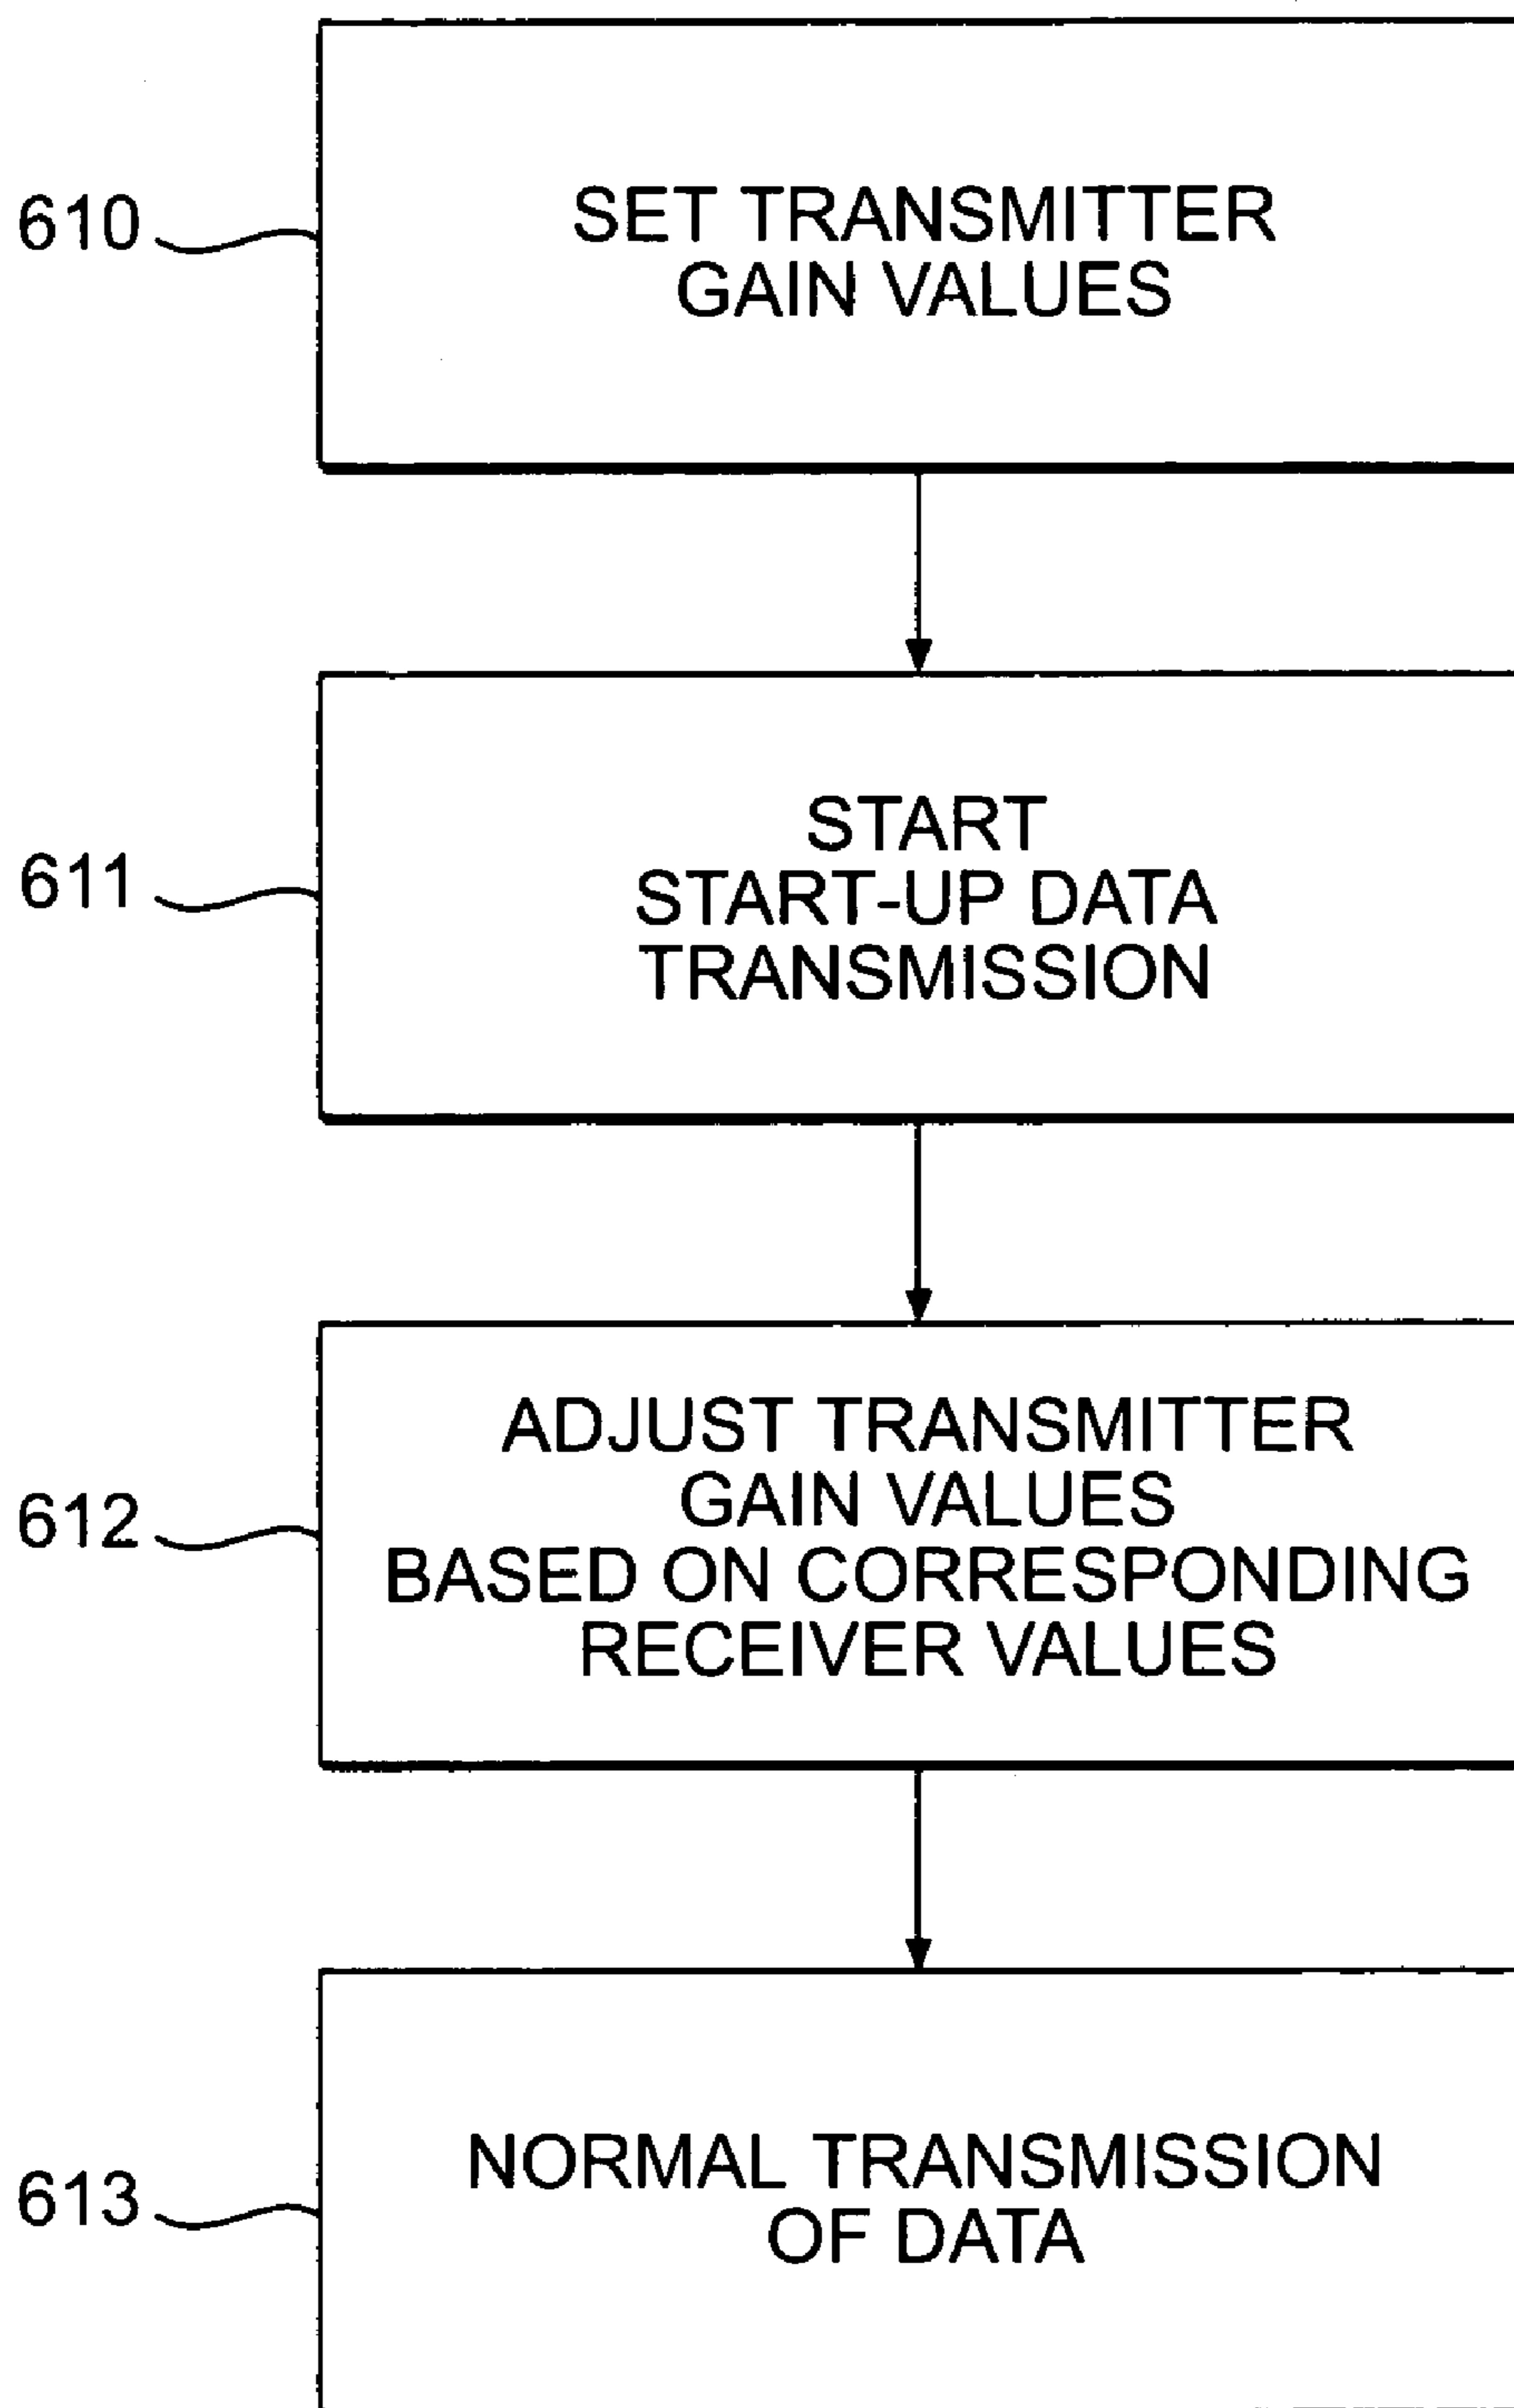 610
SET TRANSMITTER
GAIN VALUES
611
START
START-UP DATA
TRANSMISSION
612
ADJUST TRANSMITTER
GAIN VALUES
BASED ON CORRESPONDING
RECEIVER VALUES
613
NORMAL TRANSMISSION
OF DATA